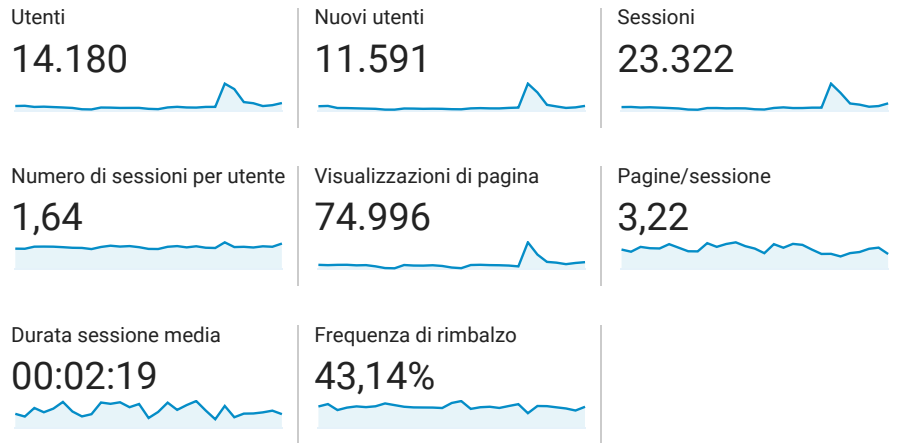 Utenti
14.180
Nuovi utenti
11.591
Sessioni
23.322
Numero di sessioni per utente
1,64
Visualizzazioni di pagina
74.996
Pagine/sessione
3,22
Durata sessione media
00:02:19
Frequenza di rimbalzo
43,14%